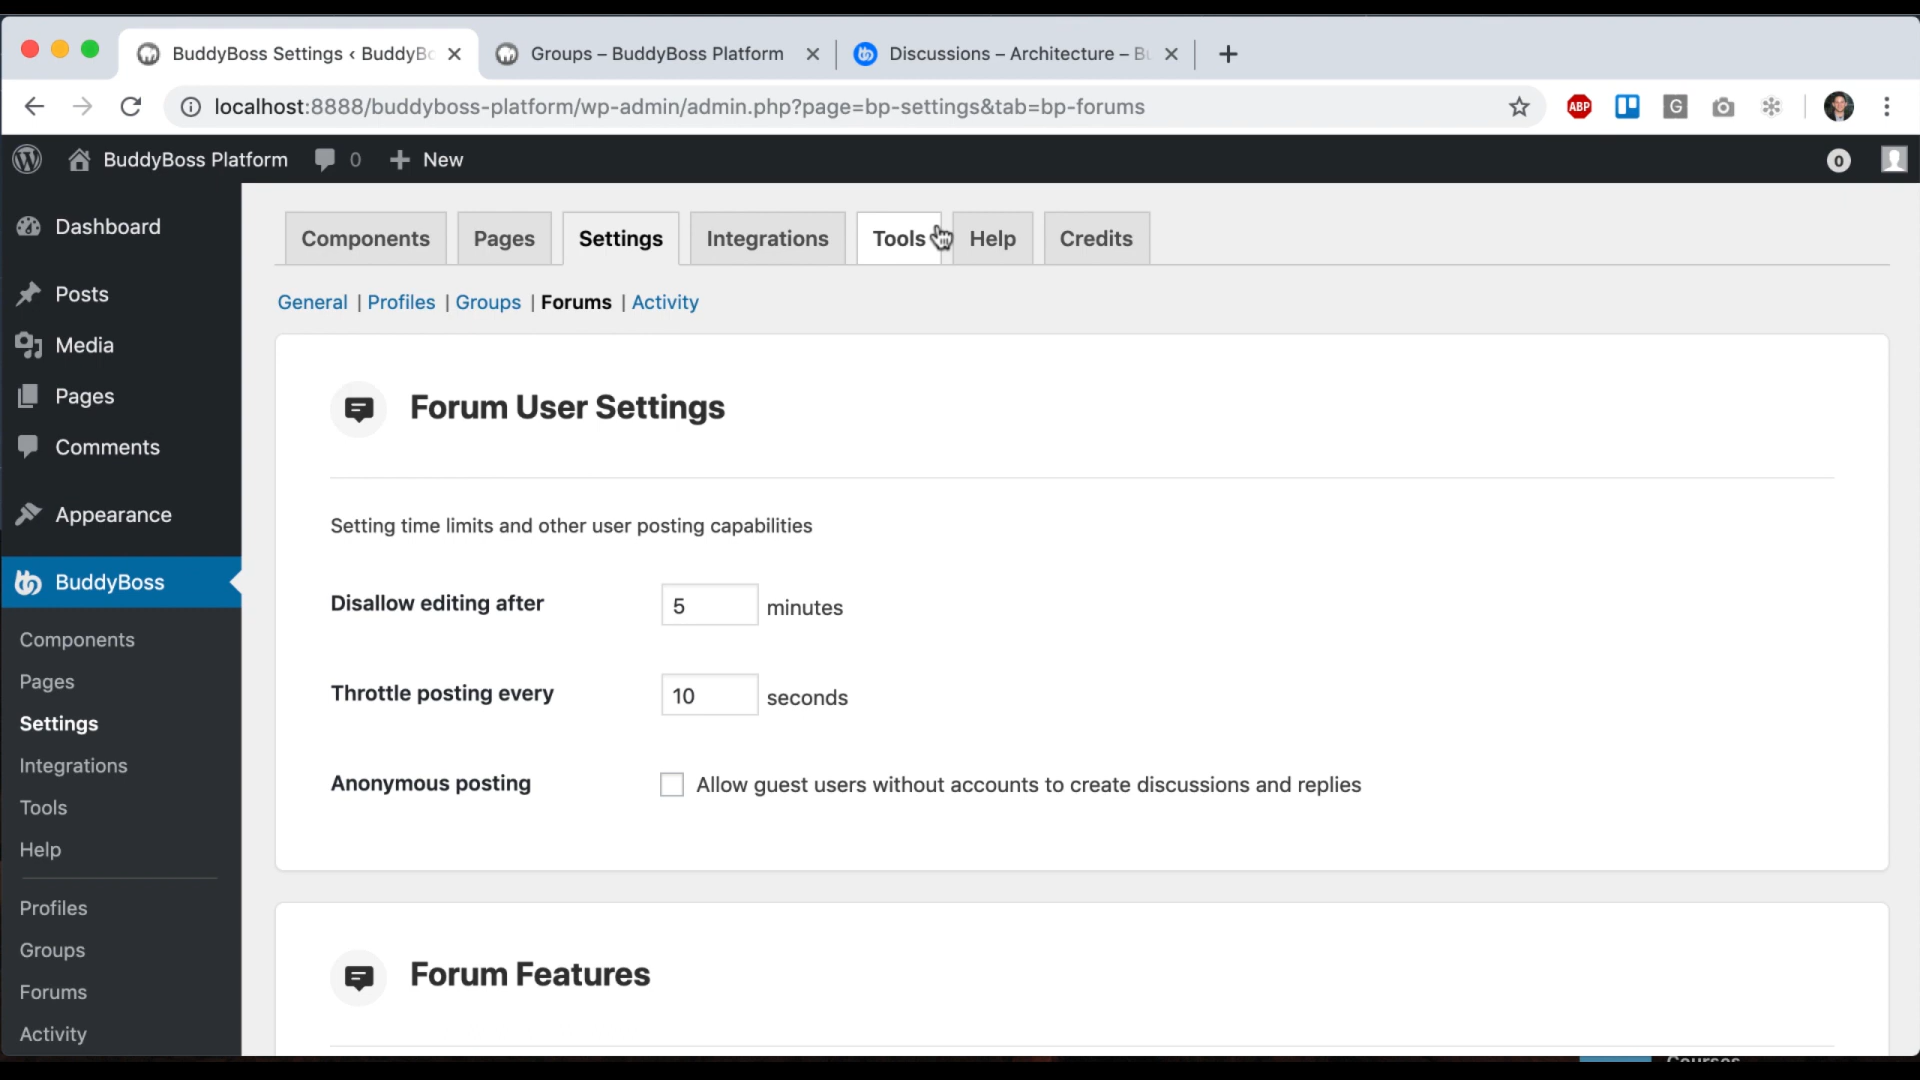 BuddyBoss Settings ‹ BuddyBo
Groups – BuddyBoss Platform
Discussions – Architecture – Bu
localhost:8888/buddyboss-platform/wp-admin/admin.php?page=bp-settings&tab=bp-forums
ABP
G
BuddyBoss Platform
0
New
0
Dashboard
Posts
Media
Pages
Comments
Appearance
BuddyBoss
Components
Pages
Settings
Integrations
Tools
Help
Profiles
Groups
Forums
Activity
Components
Pages
Settings
Integrations
Tools
Help
Credits
General | Profiles | Groups | Forums | Activity
Forum User Settings
Setting time limits and other user posting capabilities
Disallow editing after 5 minutes
Throttle posting every 10 seconds
Anonymous posting Allow guest users without accounts to create discussions and replies
Forum Features
Courses